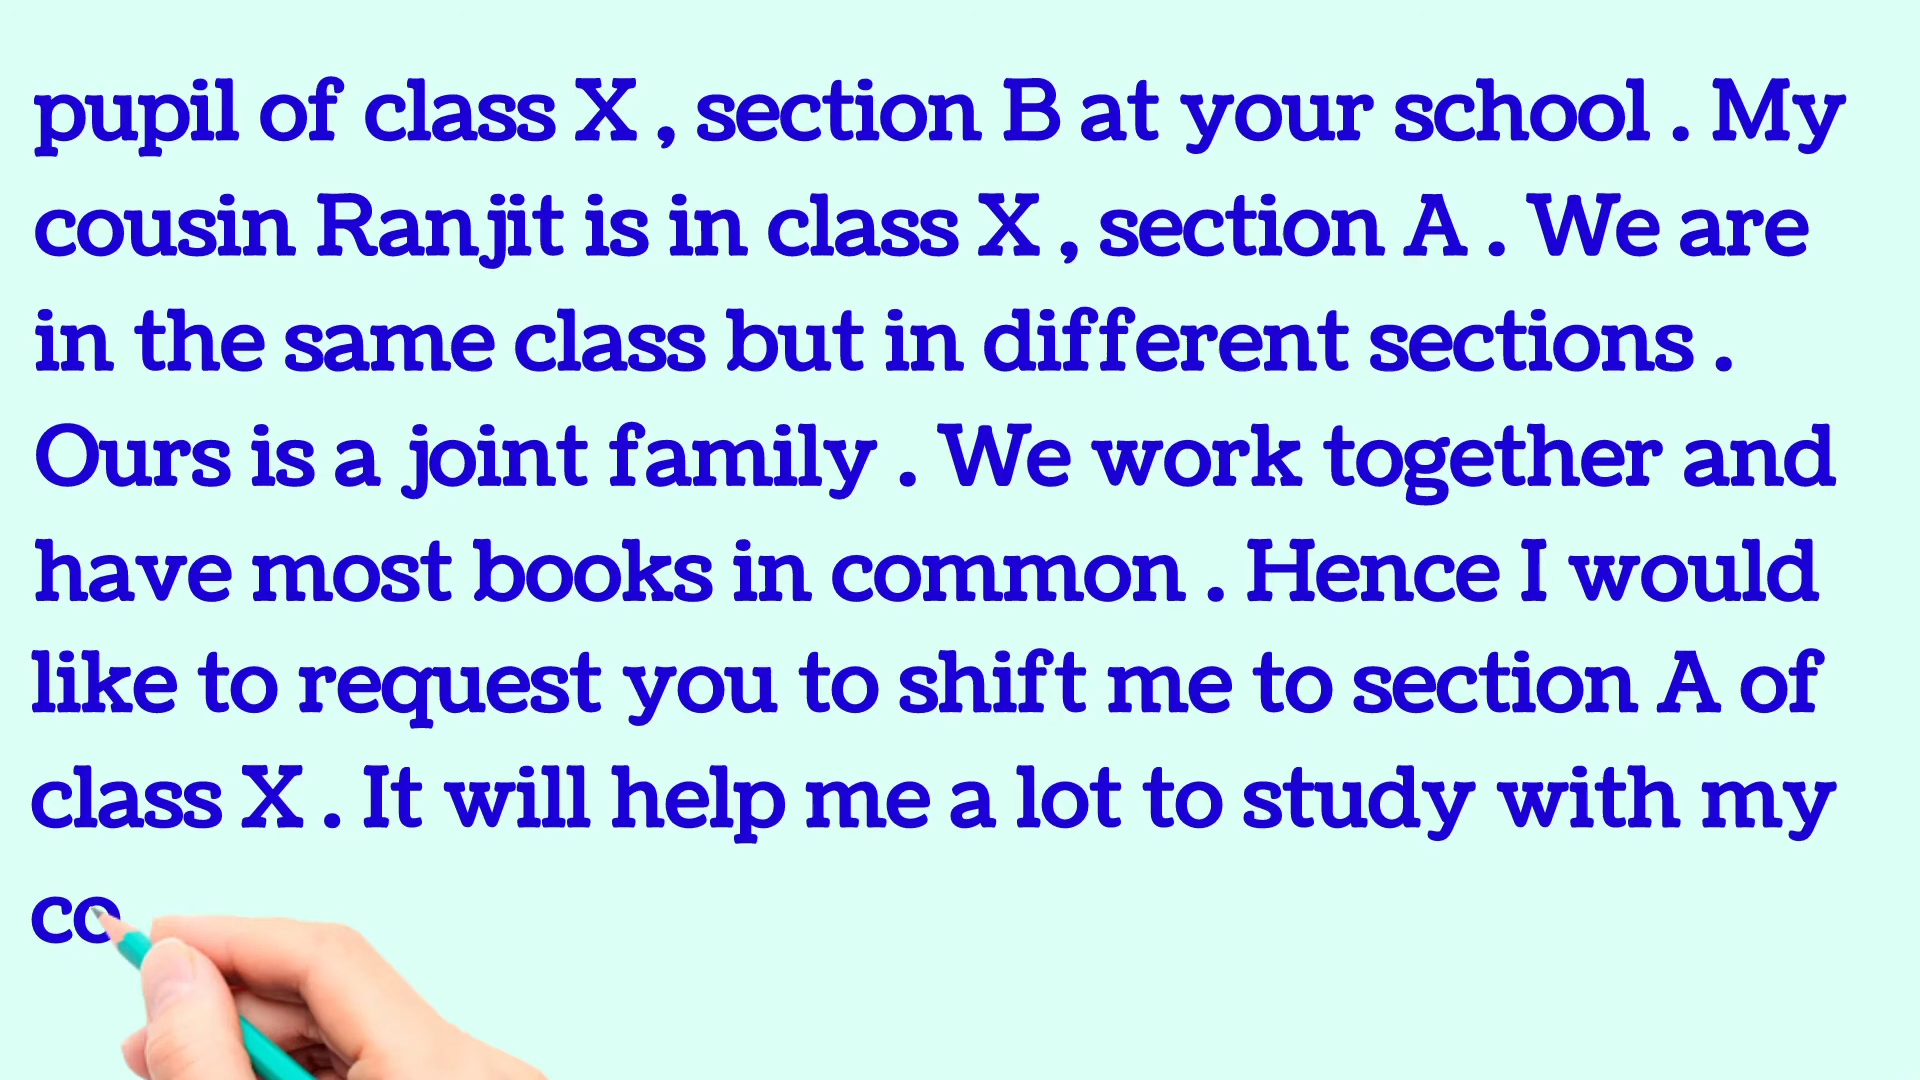 pupil of class X , section B at your school . My
cousin Ranjit is in class X , section A . We are
in the same class but in different sections .
Ours is a joint family . We work together and
have most books in common . Hence I would
like to request you to shift me to section A of
class X . It will help me a lot to study with my
co